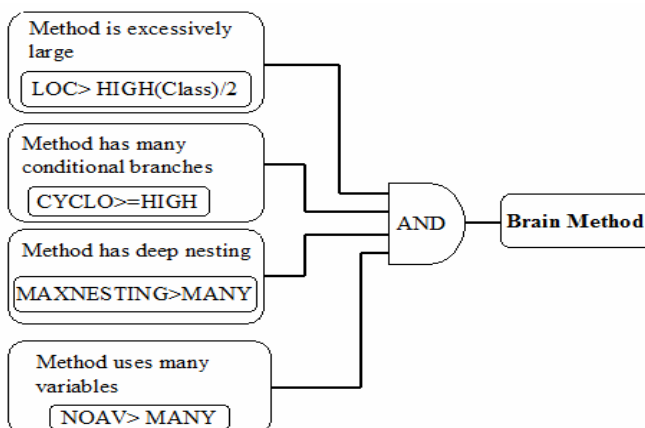 Method is excessively
large
LOC> HIGH(Class)/2
Method has many
conditional branches
CYCLO>=HIGH
Method has deep nesting
MAXNESTING>MANY
Method uses many
variables
NOAV> MANY
AND
Brain Method